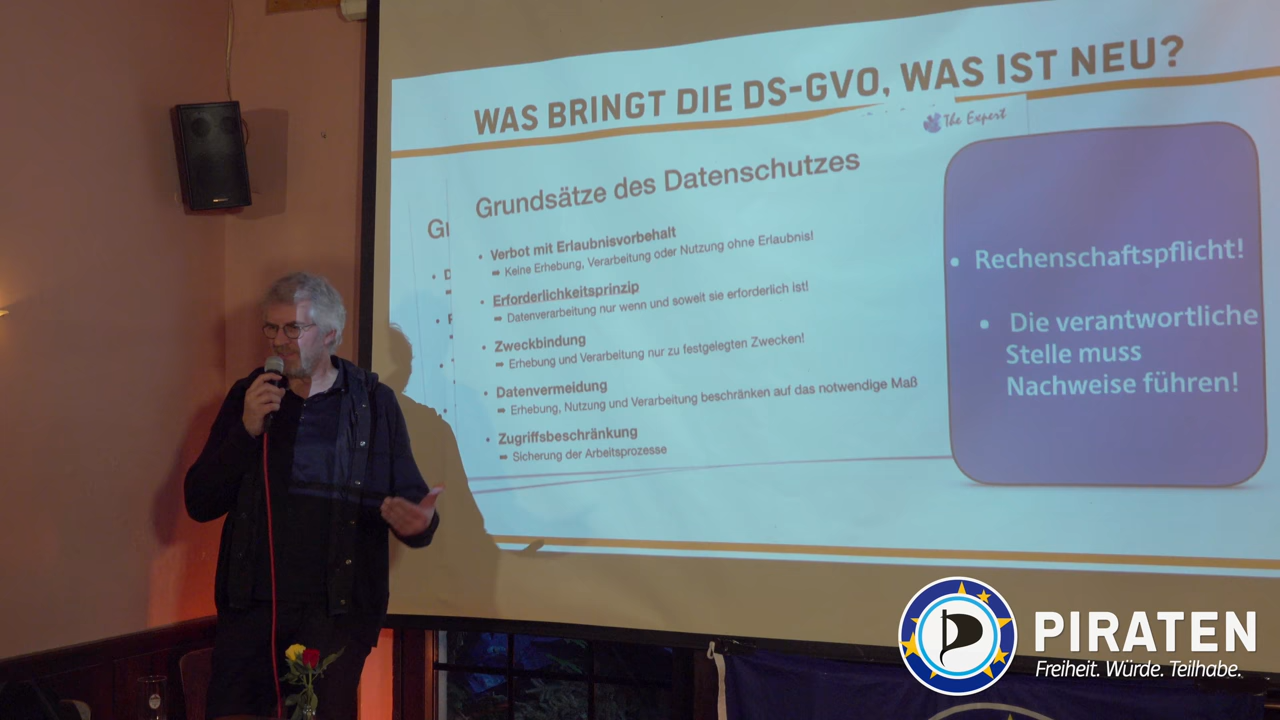 WAS BRINGT DIE DS-GVO, WAS IST NEU?
The Expert
Grundsätze des Datenschutzes
• Verbot mit Erlaubnisvorbehalt
➡ Keine Erhebung, Verarbeitung oder Nutzung ohne Erlaubnis!
• Erforderlichkeitsprinzip
➡ Datenverarbeitung nur wenn und soweit sie erforderlich ist!
• Zweckbindung
➡ Erhebung und Verarbeitung nur zu festgelegten Zwecken!
• Datenvermeidung
➡ Erhebung, Nutzung und Verarbeitung beschränken auf das notwendige Maß
• Zugriffsbeschränkung
➡ Sicherung der Arbeitsprozesse
• Rechenschaftspflicht!
• Die verantwortliche
Stelle muss
Nachweise führen!
PIRATEN
Freiheit. Würde. Teilhabe.